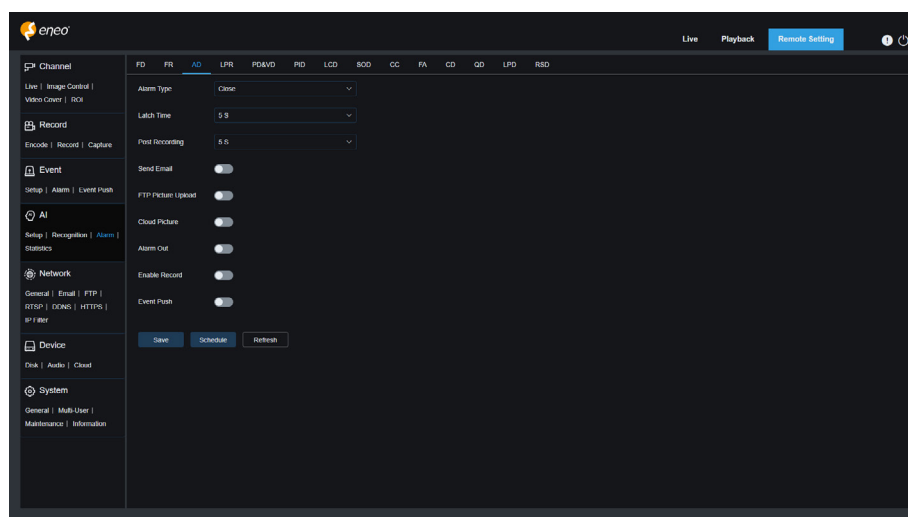 eneo
Live Playback Remote Setting
Channel
Live | Image Control |
Video Cover | ROI
Record
Encode | Record | Capture
Event
Setup | Alarm | Event Push
AI
Setup | Recognition | Alarm |
Statistics
Network
General | Email | FTP |
RTSP | DDNS | HTTPS |
IP Filter
Device
Disk | Audio | Cloud
System
General | Multi-User |
Maintenance | Information
FD FR AD LPR PD&VD PID LCD SOD CC FA CD QD LPD RSD
Alarm Type Close
Latch Time 5 S
Post Recording 5 S
Send Email
FTP Picture Upload
Cloud Picture
Alarm Out
Enable Record
Event Push
Save Schedule Refresh